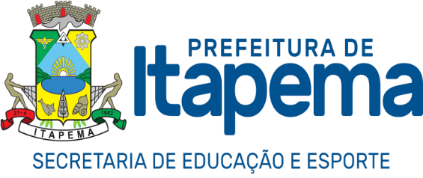 PREFEITURA DE
Itapema
ITAPEMA
SECRETARIA DE EDUCAÇÃO E ESPORTE